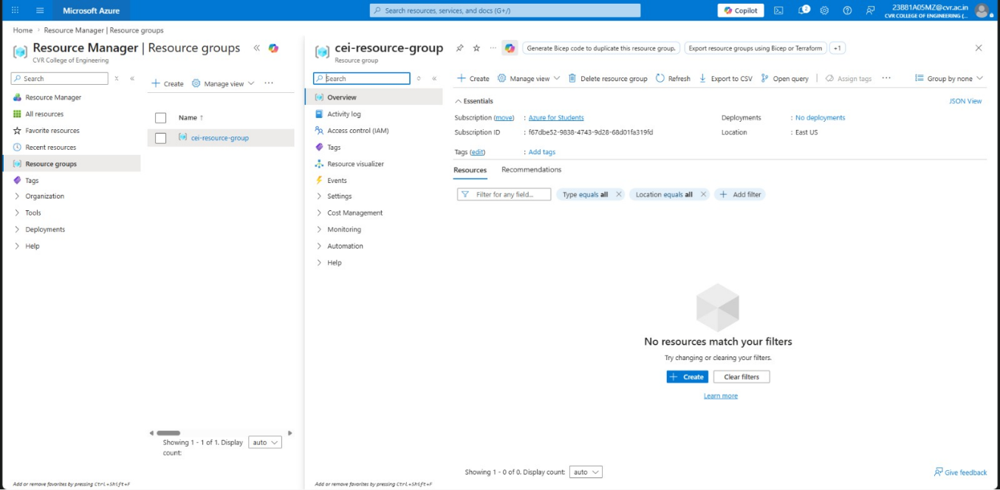 Microsoft Azure
Search resources, services, and docs (G+/)
Copilot
2
23B81A05MZ@cvr.ac.in
CVR COLLEGE OF ENGINEERING (...
Home > Resource Manager | Resource groups
Resource Manager | Resource groups
CVR College of Engineering
Search
Resource Manager
All resources
Favorite resources
Recent resources
Resource groups
Tags
Organization
Tools
Deployments
Help
Add or remove favorites by pressing Ctrl+Shift+F
Create
Manage view
Name ↑
cei-resource-group
Showing 1 - 1 of 1. Display
count:
auto
cei-resource-group
Resource group
Generate Bicep code to duplicate this resource group.
Export resource groups using Bicep or Terraform
+1
Search
Overview
Activity log
Access control (IAM)
Tags
Resource visualizer
Events
Settings
Cost Management
Monitoring
Automation
Help
Add or remove favorites by pressing Ctrl+Shift+F
Create
Manage view
Delete resource group
Refresh
Export to CSV
Open query
Assign tags
Group by none
Essentials
JSON View
Subscription (move) : Azure for Students
Subscription ID : f67dbe52-9838-4743-9d28-68d01fa319fd
Tags (edit) : Add tags
Deployments : No deployments
Location : East US
Resources
Recommendations
Filter for any field...
Type equals all
Location equals all
Add filter
No resources match your filters
Try changing or clearing your filters.
Create
Clear filters
Learn more
Showing 1 - 0 of 0. Display count: auto
Give feedback